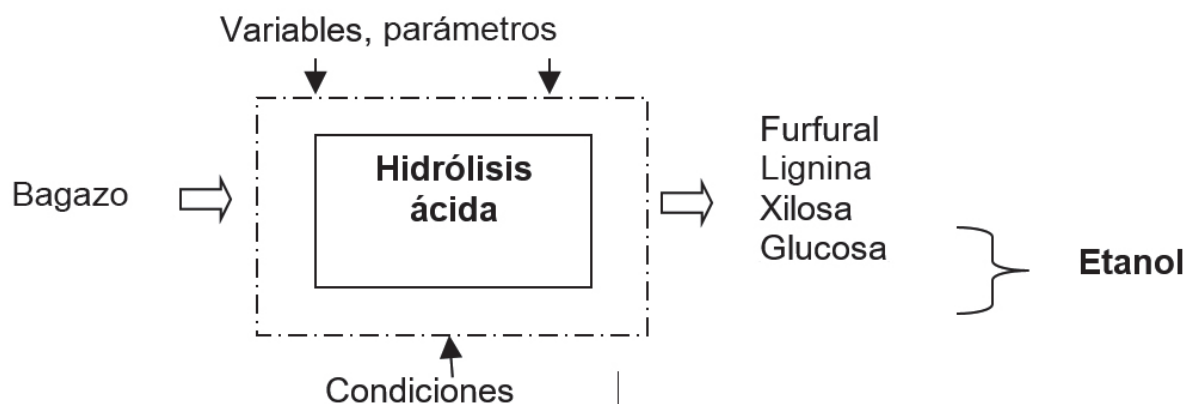 Variables, parámetros
Bagazo
Hidrólisis
ácida
Furfural
Lignina
Xilosa
Glucosa
Etanol
Condiciones